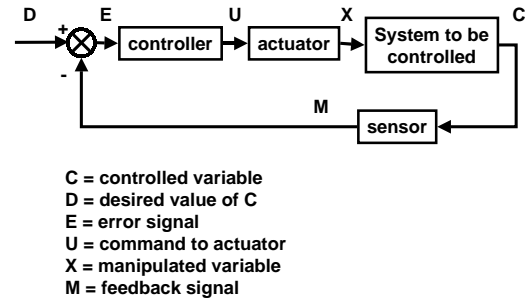 D
E
U
X
C
+
-
controller
actuator
System to be
controlled
M
sensor
C = controlled variable
D = desired value of C
E = error signal
U = command to actuator
X = manipulated variable
M = feedback signal